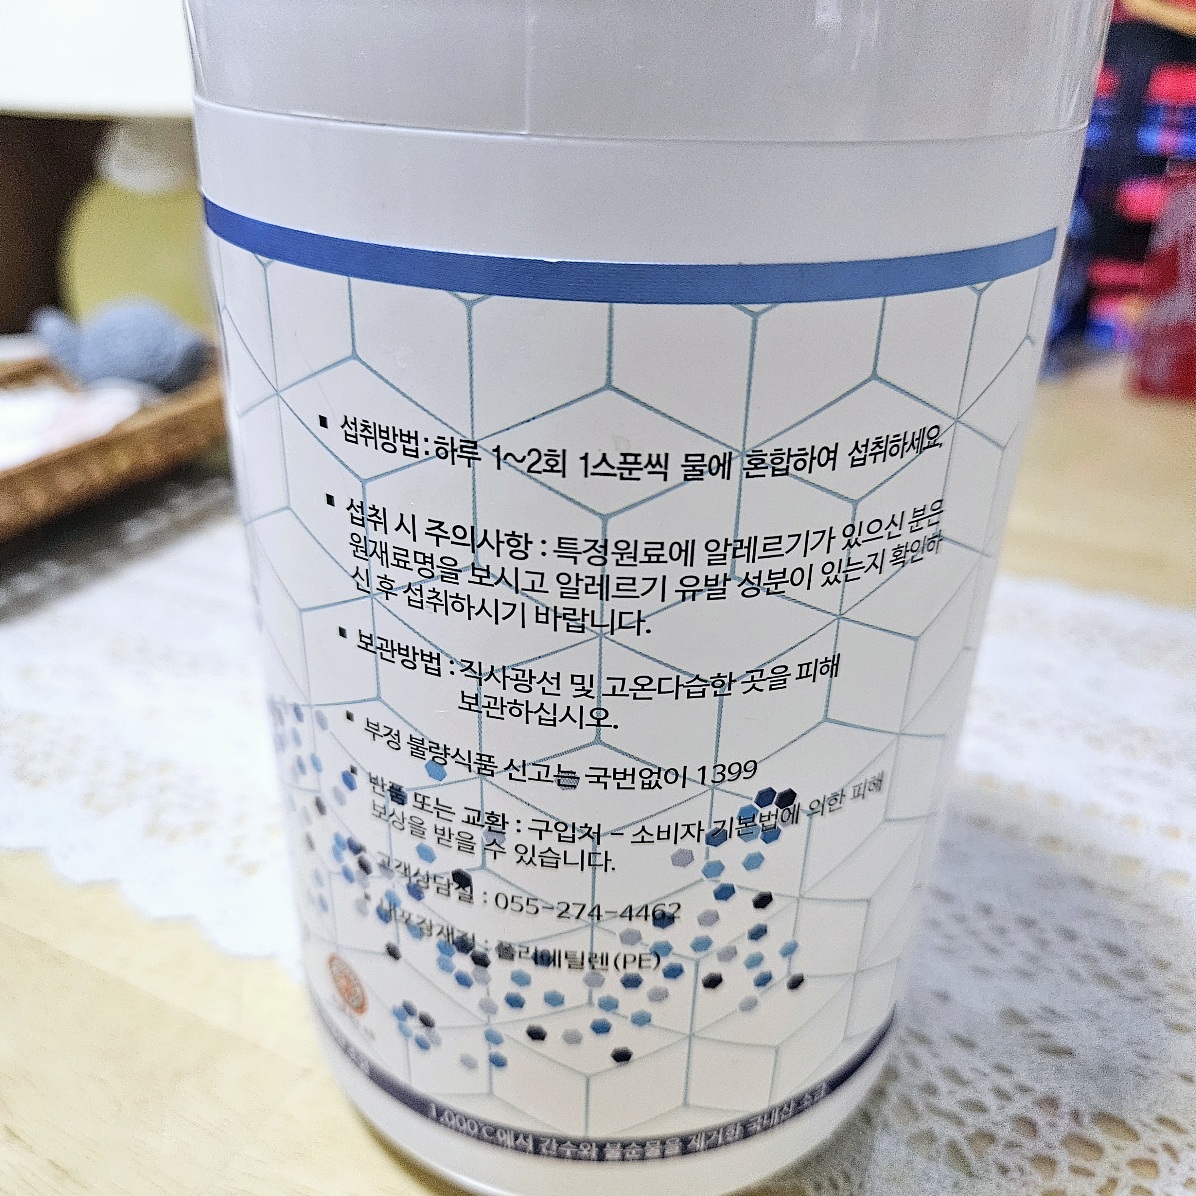 ▪ 섭취방법 : 하루 1~2회 1스푼씩 물에 혼합하여 섭취하세요.
▪ 섭취 시 주의사항 : 특정원료에 알레르기가 있으신 분은
원재료명을 보시고 알레르기 유발 성분이 있는지 확인하
신 후 섭취하시기 바랍니다.
▪ 보관방법 : 직사광선 및 고온다습한 곳을 피해
보관하십시오.
▪ 부정 불량식품 신고는 국번없이 1399
▪ 반품 또는 교환 : 구입처 - 소비자 기본법에 의한 피해
보상을 받을 수 있습니다.
▪ 고객상담실 : 055-274-4462
▪ 내포장재질 : 폴리에틸렌(PE)
1,000℃에서 간수와 불순물을 제거한 국내산 소금